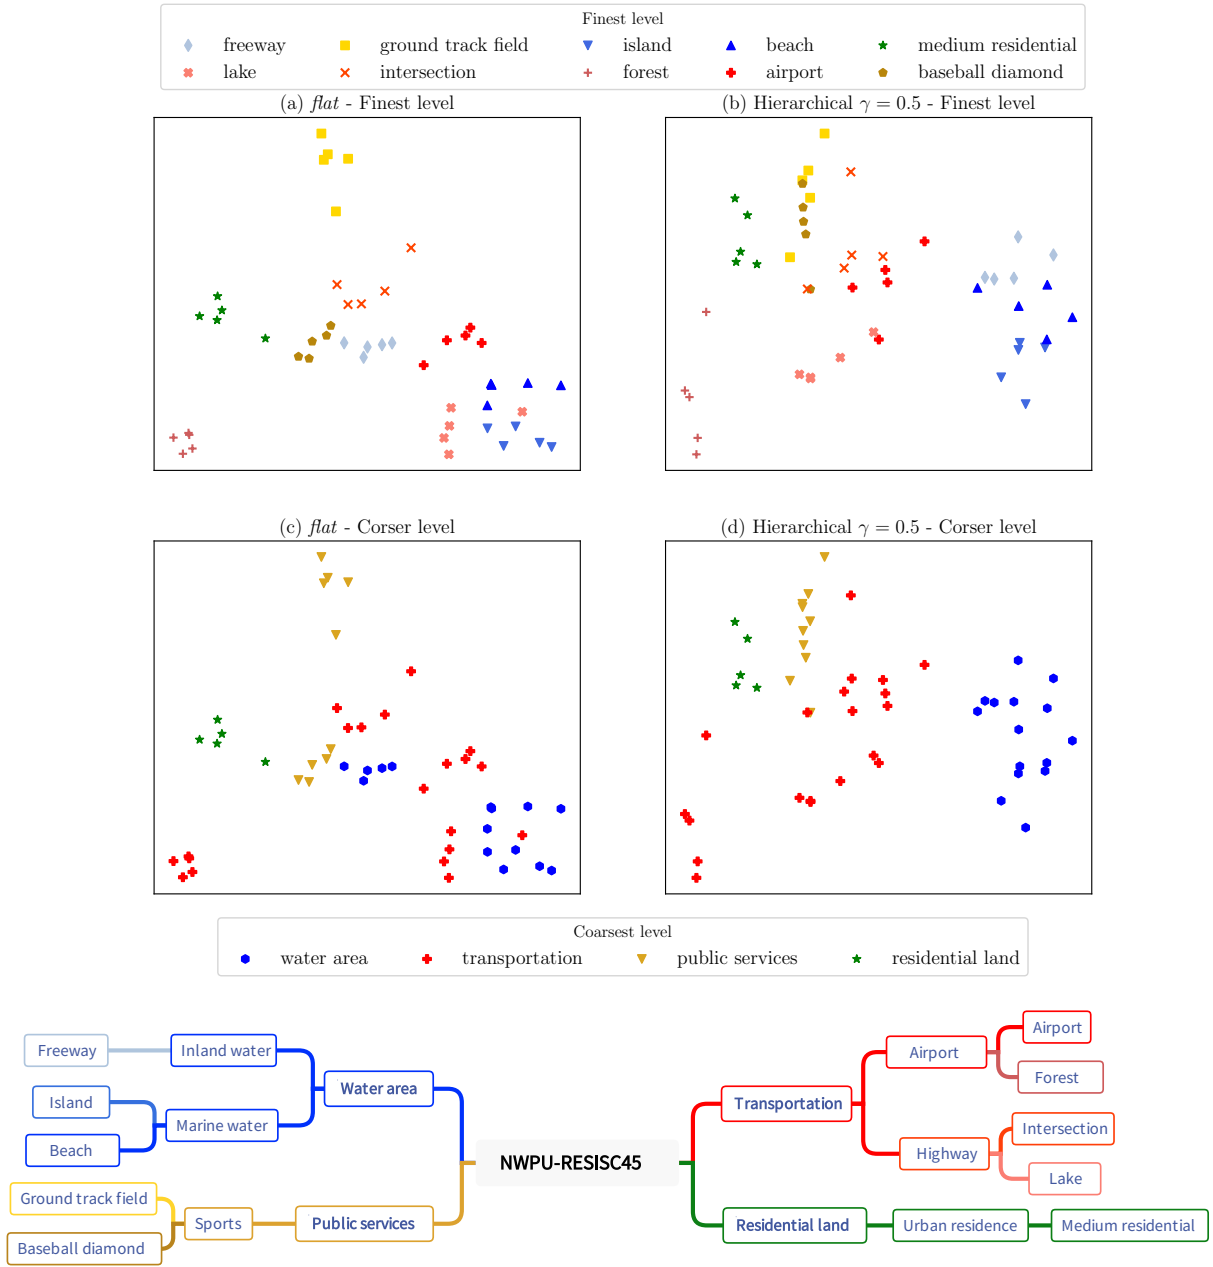 Finest level
freeway ground track field island beach medium residential
lake intersection forest airport baseball diamond
(a) flat - Finest level
(b) Hierarchical γ = 0.5 - Finest level
(c) flat - Corser level
(d) Hierarchical γ = 0.5 - Corser level
Coarsest level
water area transportation public services residential land
Freeway
Inland water
Island
Water area
Marine water
Beach
Ground track field
Sports
Public services
Baseball diamond
NWPU-RESISC45
Airport
Airport
Forest
Transportation
Intersection
Highway
Lake
Residential land
Urban residence
Medium residential